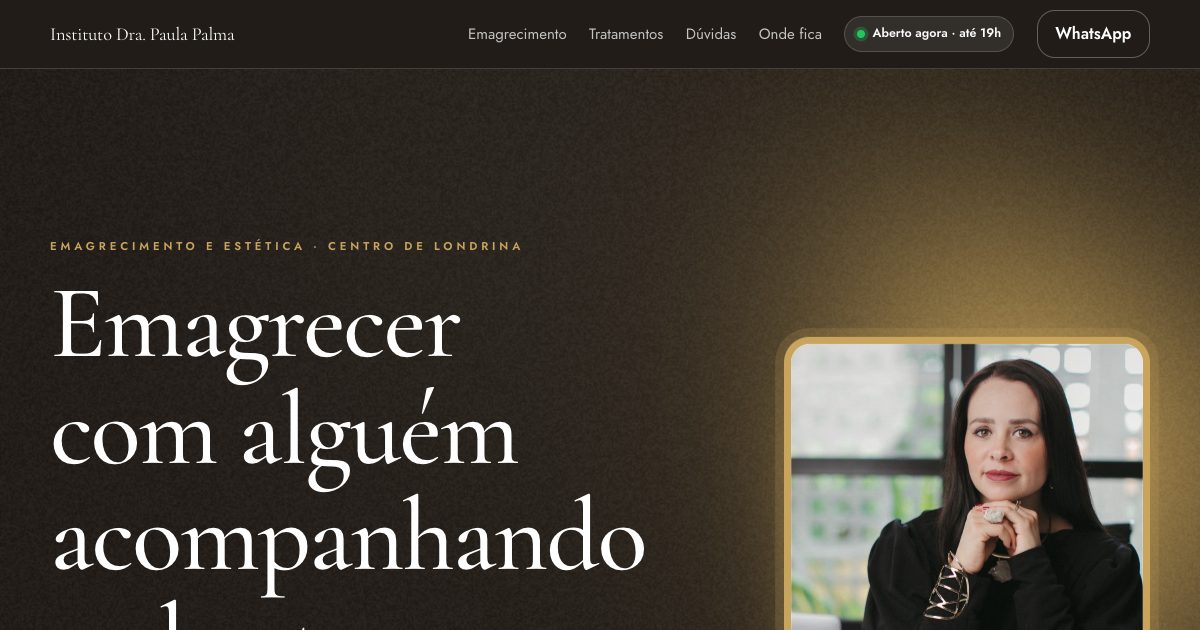 Instituto Dra. Paula Palma
Emagrecimento
Tratamentos
Dúvidas
Onde fica
Aberto agora · até 19h
WhatsApp
EMAGRECIMENTO E ESTÉTICA · CENTRO DE LONDRINA
Emagrecer
com alguém
acompanhando